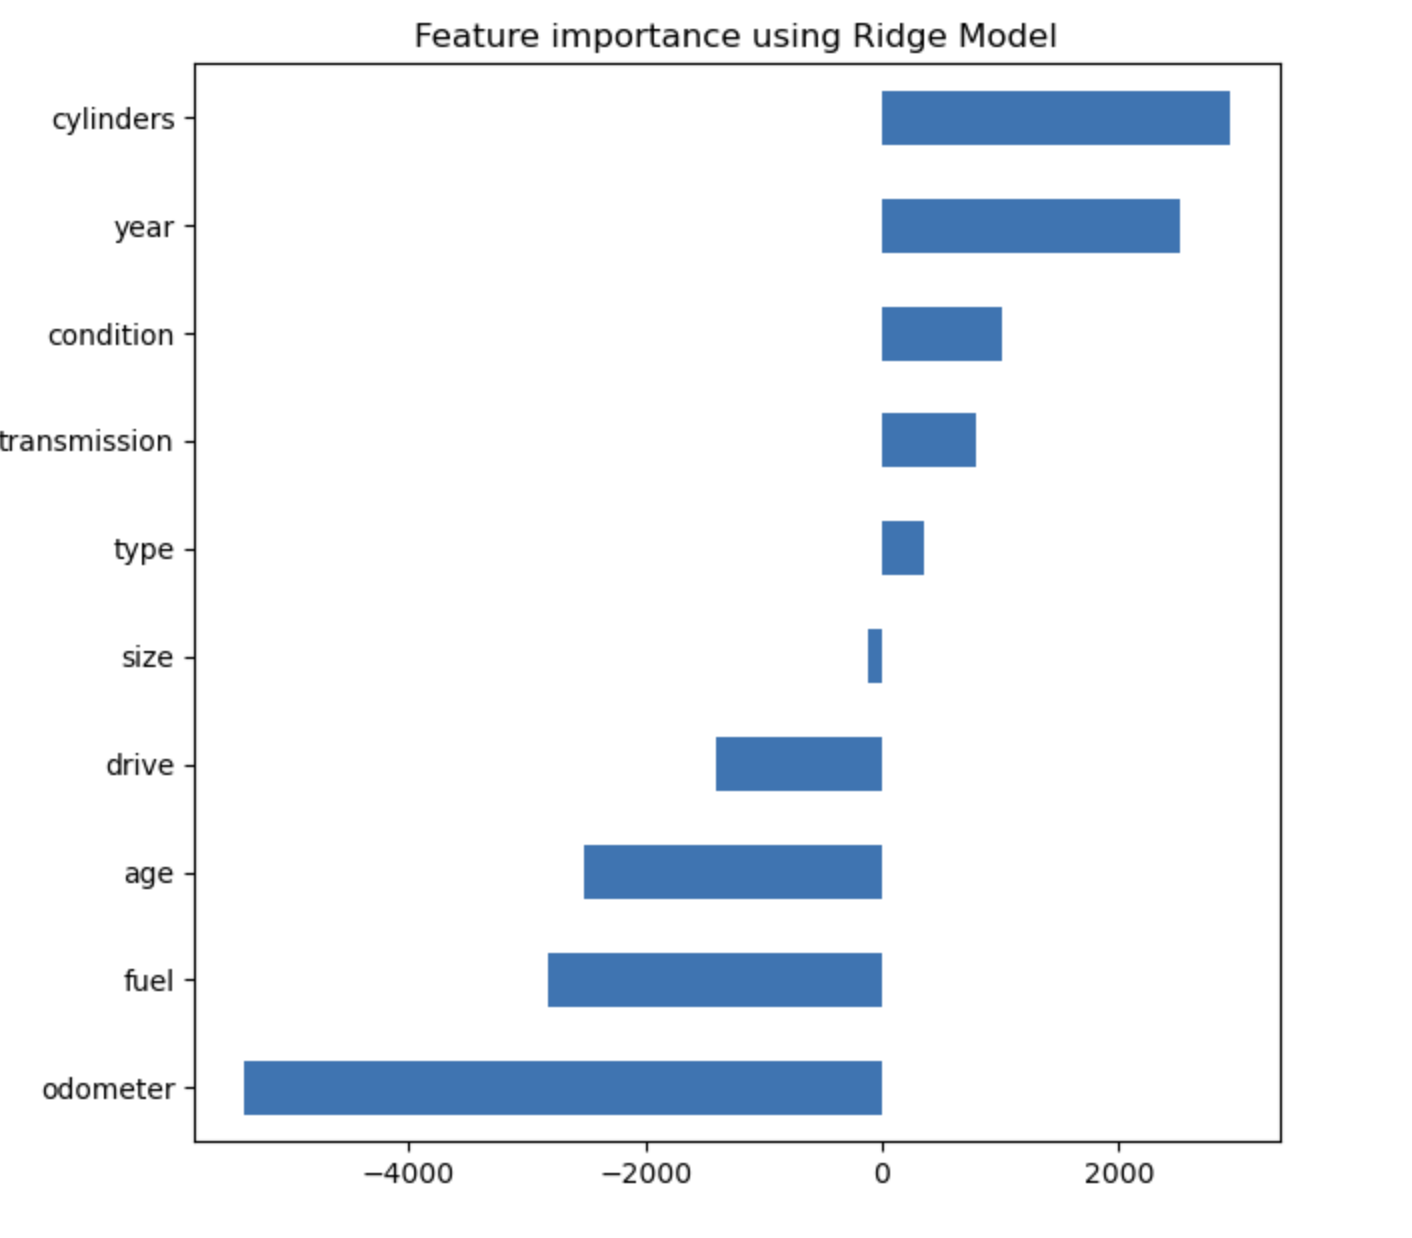 Feature importance using Ridge Model
cylinders
year
condition
transmission
type
size
drive
age
fuel
odometer
−4000 −2000 0 2000